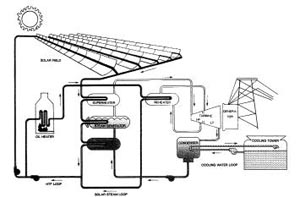 SOLAR FIELD
SUPERHEATER
REHEATER
STEAM GENERATOR
TURBINE
OIL HEATER
CONDENSER
COOLING TOWER
COOLING WATER LOOP
HTF LOOP
SOLAR STEAM LOOP